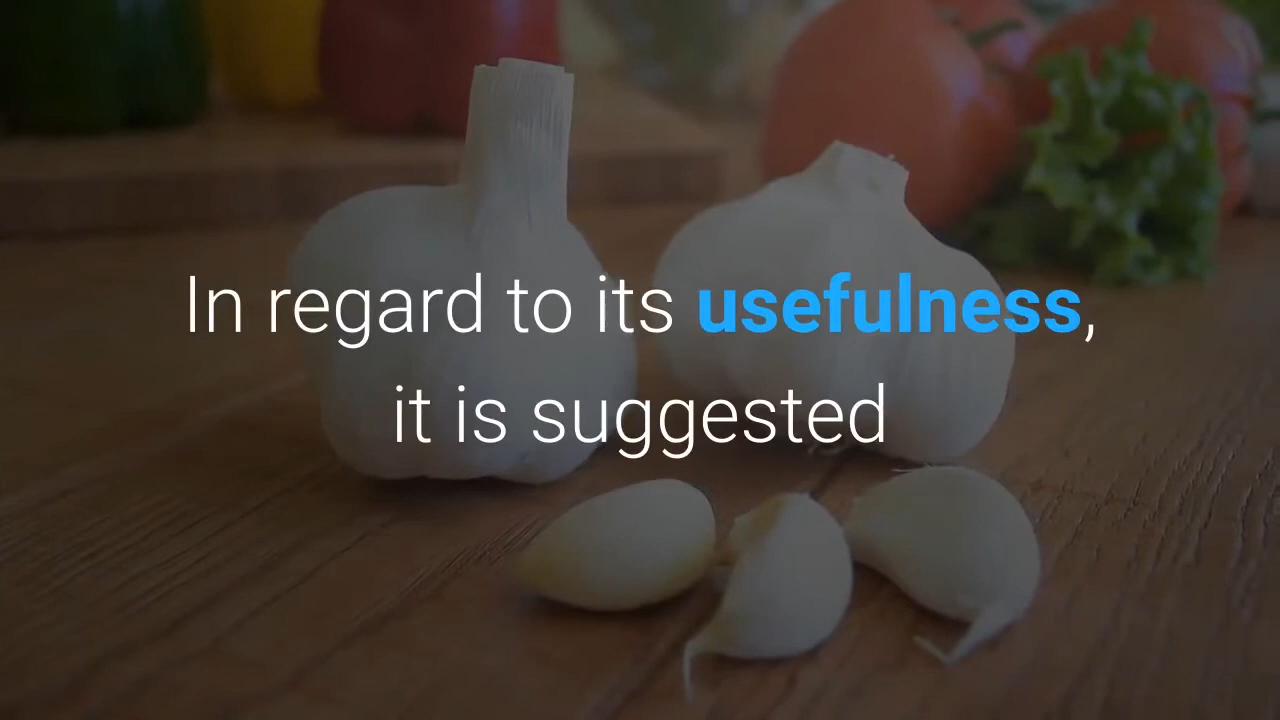 In regard to its usefulness,
it is suggested